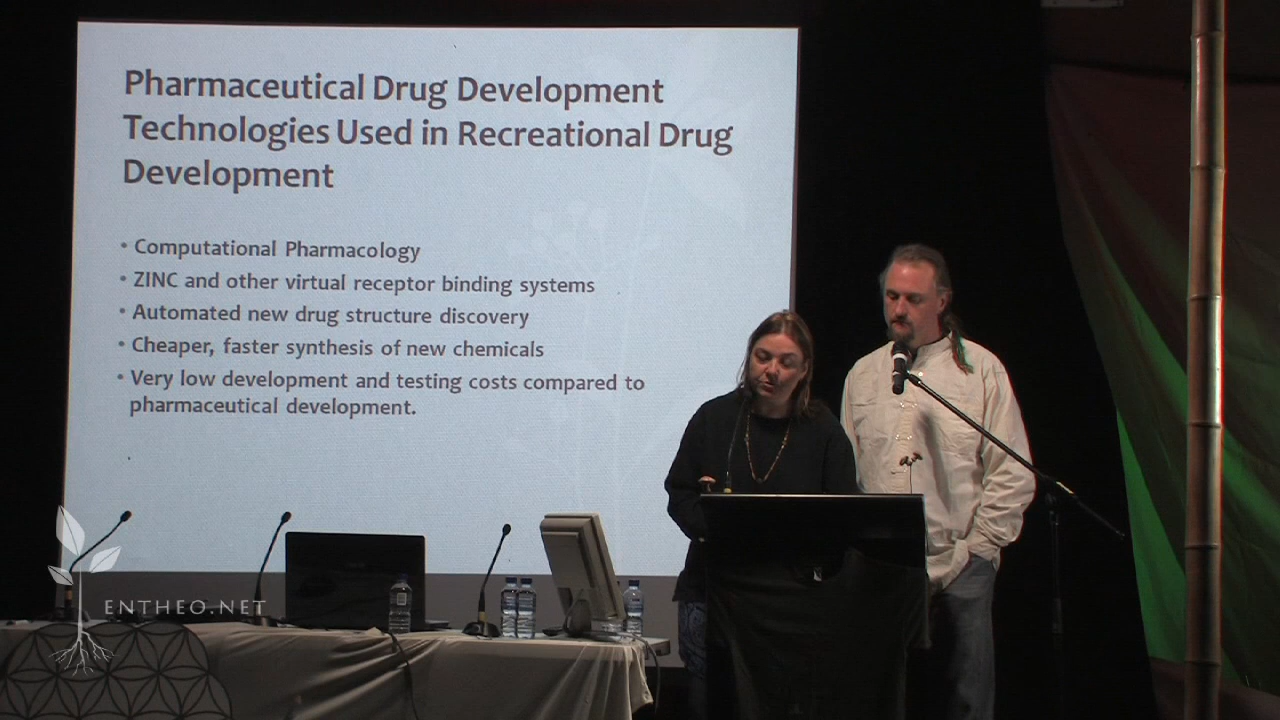 Pharmaceutical Drug Development
Technologies Used in Recreational Drug
Development
• Computational Pharmacology
• ZINC and other virtual receptor binding systems
• Automated new drug structure discovery
• Cheaper, faster synthesis of new chemicals
• Very low development and testing costs compared to
pharmaceutical development.
ENTHEO.NET